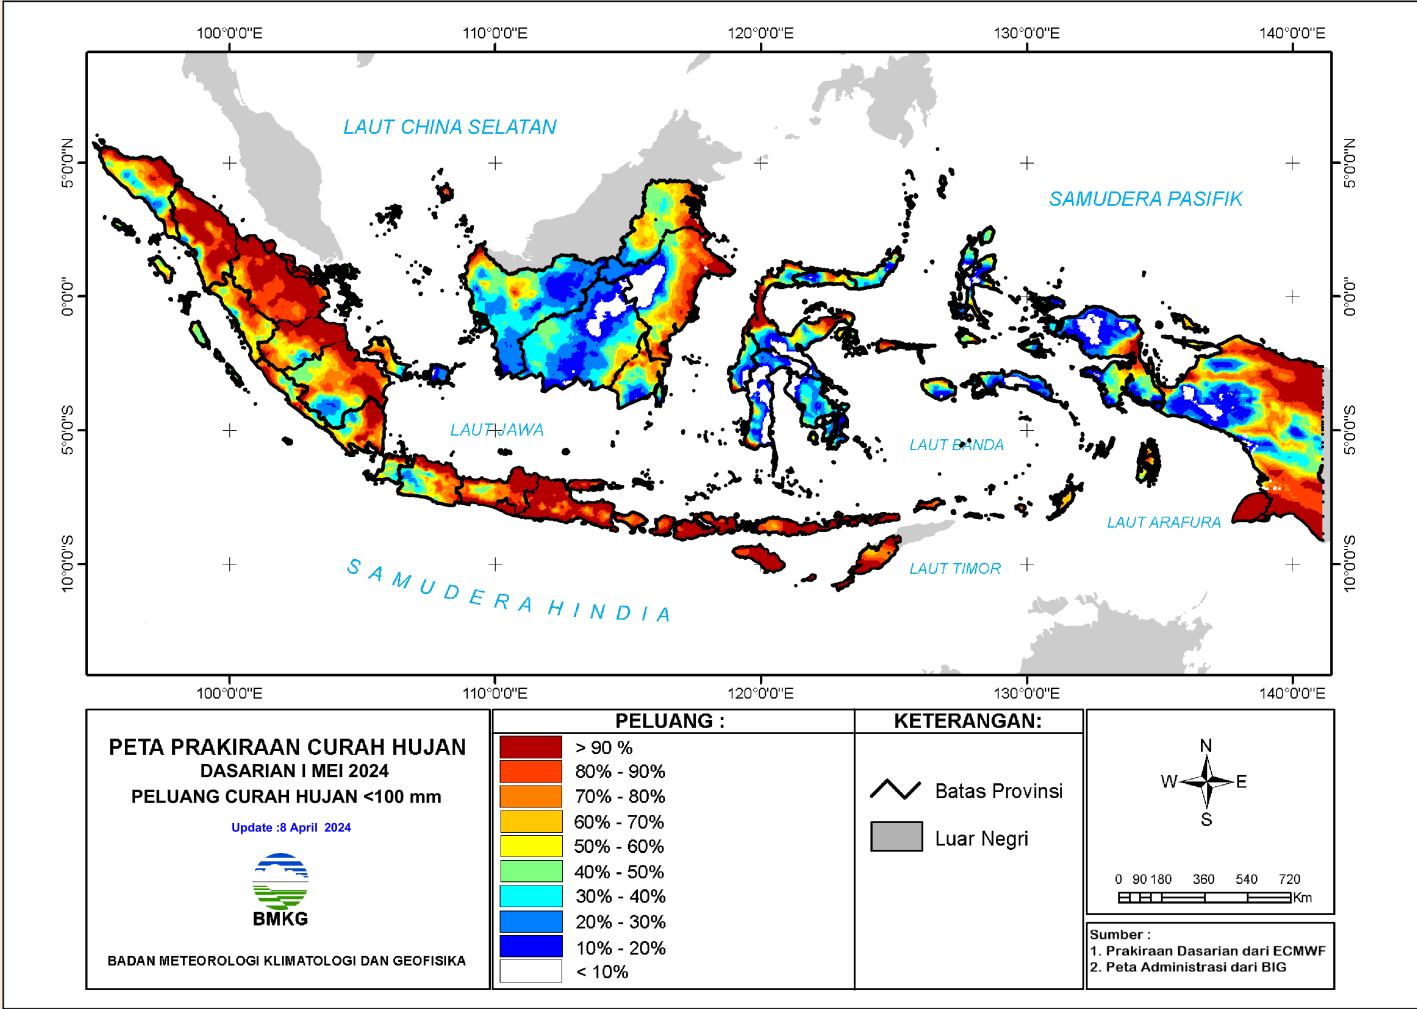 100°0'0"E 110°0'0"E 120°0'0"E 130°0'0"E 140°0'0"E
LAUT CHINA SELATAN
5°0'0"N 5°0'0"N
SAMUDERA PASIFIK
0°0'0" 0°0'0"
LAUT JAWA
5°0'0"S 5°0'0"S
LAUT BANDA
LAUT ARAFURA
10°0'0"S 10°0'0"S
LAUT TIMOR
SAMUDERA HINDIA
100°0'0"E 110°0'0"E 120°0'0"E 130°0'0"E 140°0'0"E
PETA PRAKIRAAN CURAH HUJAN
DASARIAN I MEI 2024
PELUANG CURAH HUJAN <100 mm
Update :8 April 2024
BMKG
BADAN METEOROLOGI KLIMATOLOGI DAN GEOFISIKA
PELUANG :
> 90 %
80% - 90%
70% - 80%
60% - 70%
50% - 60%
40% - 50%
30% - 40%
20% - 30%
10% - 20%
< 10%
KETERANGAN:
Batas Provinsi
Luar Negri
N
W E
S
0 90 180 360 540 720
Km
Sumber :
1. Prakiraan Dasarian dari ECMWF
2. Peta Administrasi dari BIG